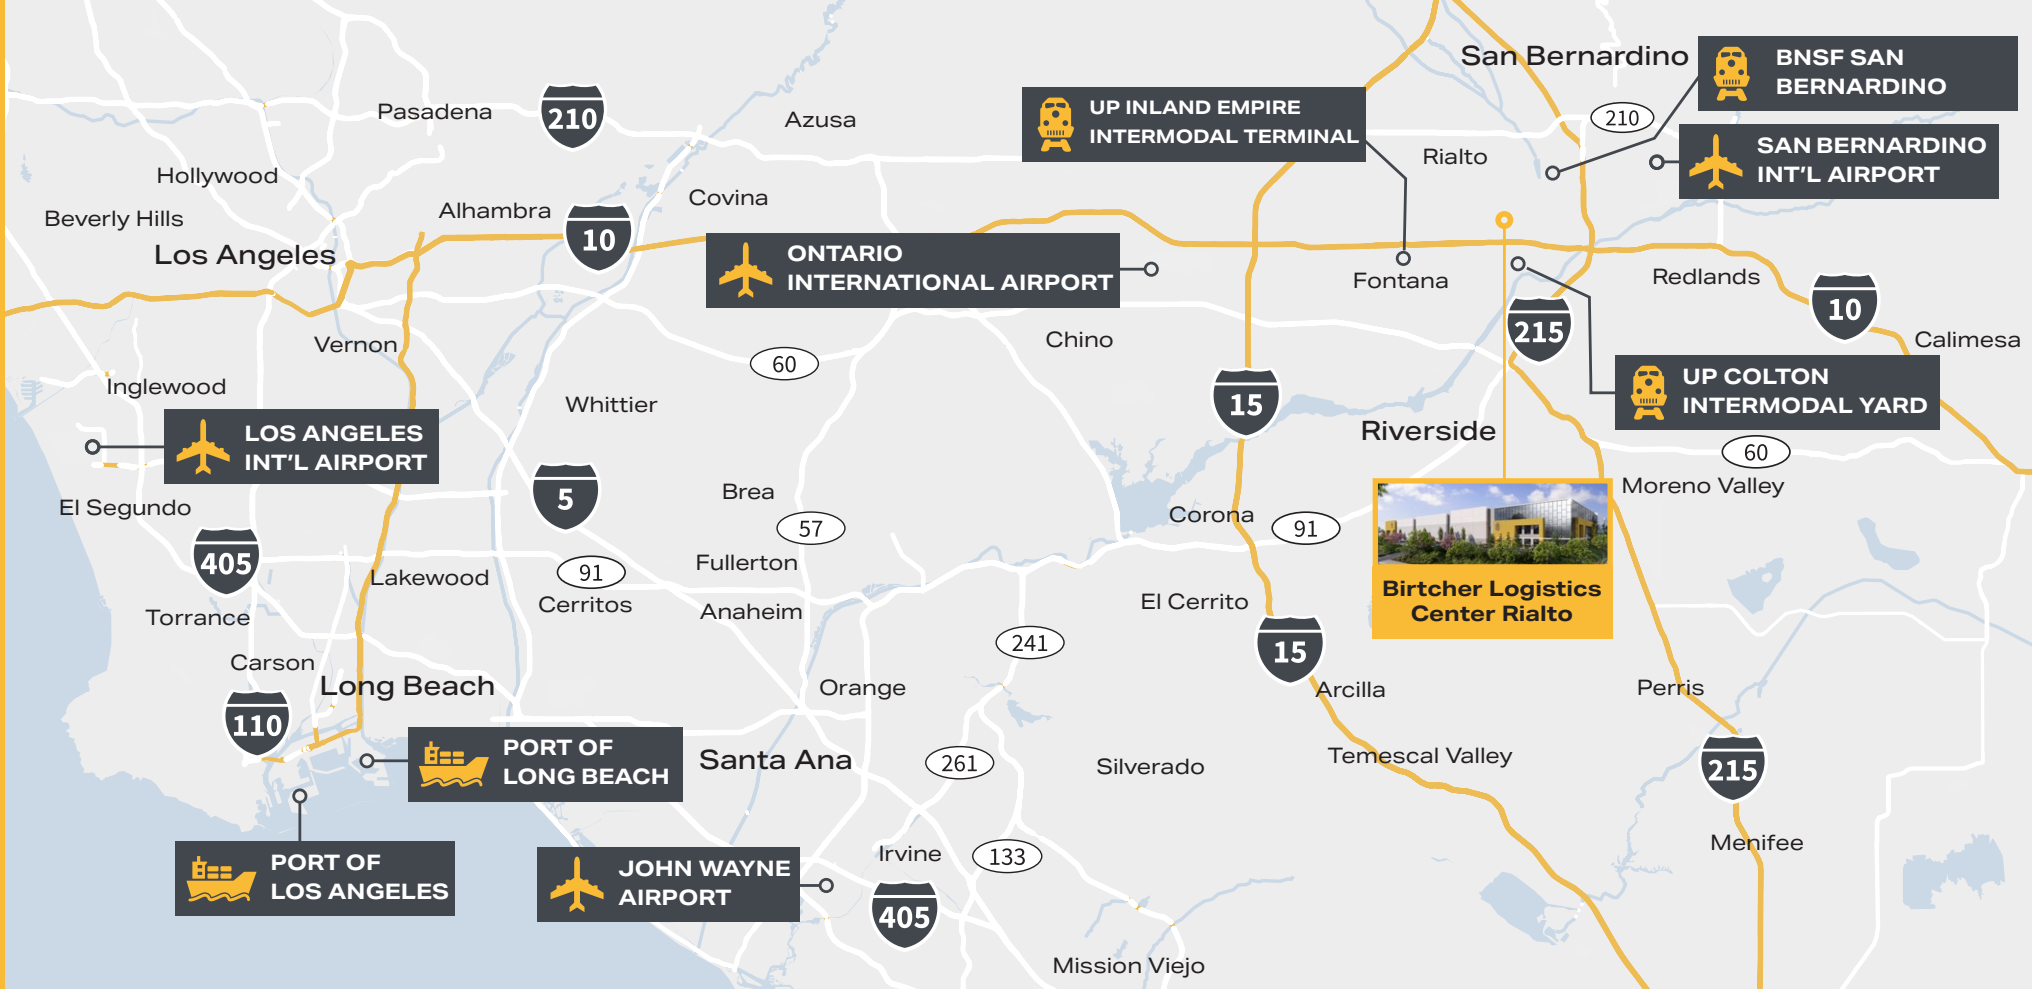 San Bernardino
BNSF SAN
BERNARDINO
Pasadena
210
Azusa
UP INLAND EMPIRE
INTERMODAL TERMINAL
210
Rialto
SAN BERNARDINO
INT'L AIRPORT
Hollywood
Covina
Beverly Hills
Alhambra
Los Angeles
10
ONTARIO
INTERNATIONAL AIRPORT
Fontana
Redlands
10
Vernon
60
Chino
215
Calimesa
Inglewood
Whittier
15
UP COLTON
INTERMODAL YARD
LOS ANGELES
INT'L AIRPORT
Riverside
60
El Segundo
5
Brea
57
Corona
91
Moreno Valley
405
Lakewood
91
Cerritos
Fullerton
Anaheim
El Cerrito
Birtcher Logistics
Center Rialto
Torrance
Carson
Long Beach
241
15
Orange
Arcilla
Perris
110
PORT OF
LONG BEACH
Santa Ana
261
Silverado
Temescal Valley
215
PORT OF
LOS ANGELES
JOHN WAYNE
AIRPORT
Irvine
133
405
Menifee
Mission Viejo